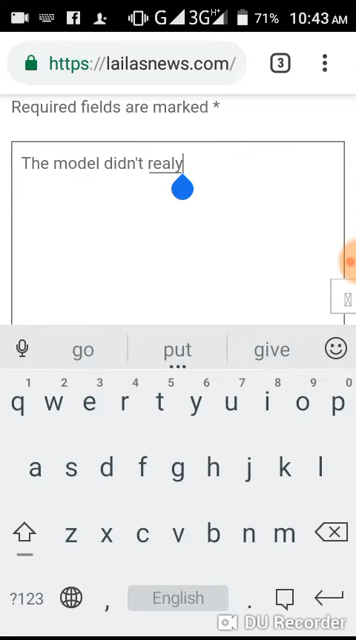 G 3G H+ 71% 10:43 AM
https://lailasnews.com/ 3
Required fields are marked *
The model didn't realy
go put give
1 2 3 4 5 6 7 8 9 0
q w e r t y u i o p
a s d f g h j k l
z x c v b n m
?123 , English .
DU Recorder